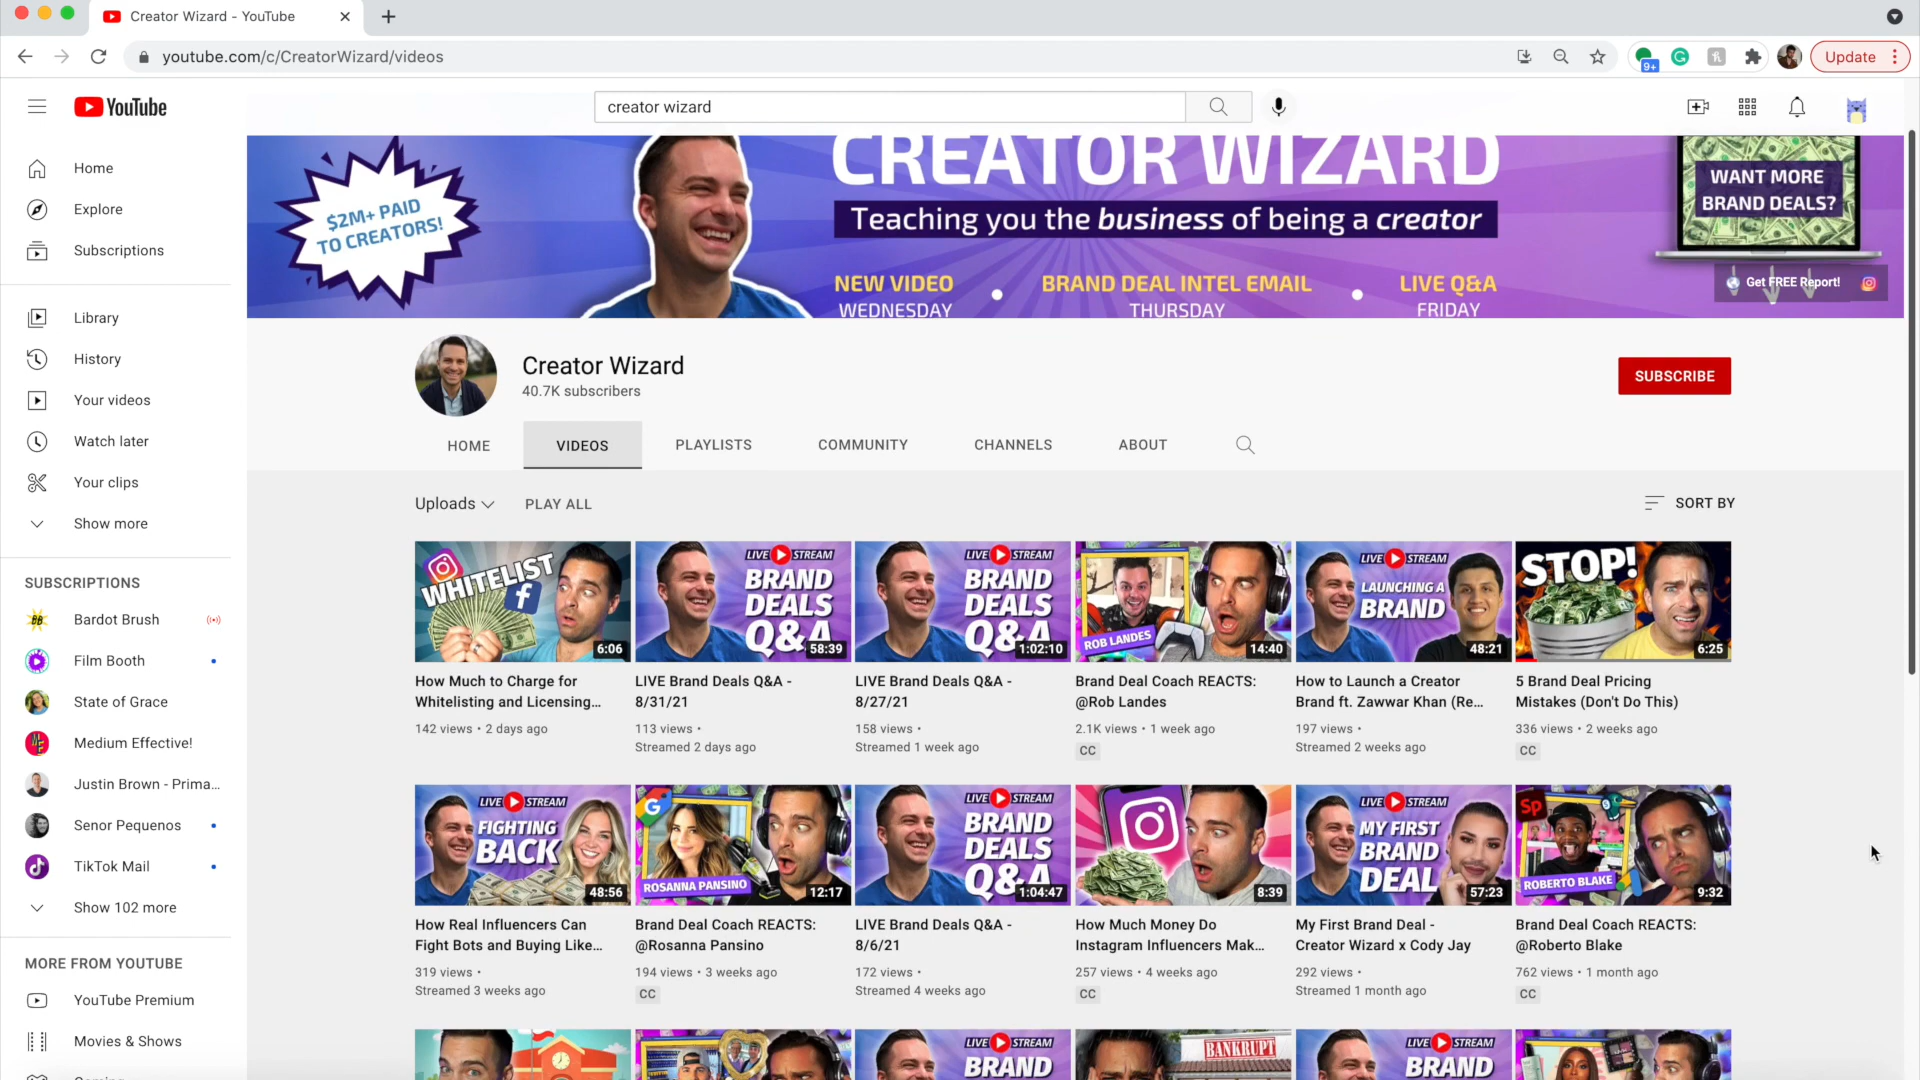 Creator Wizard - YouTube
youtube.com/c/CreatorWizard/videos
9+
Update
YouTube
creator wizard
Home
Explore
Subscriptions
Library
History
Your videos
Watch later
Your clips
Show more
SUBSCRIPTIONS
Bardot Brush
Film Booth
State of Grace
Medium Effective!
Justin Brown - Prima...
Senor Pequenos
TikTok Mail
Show 102 more
MORE FROM YOUTUBE
YouTube Premium
Movies & Shows
$2M+ PAID
TO CREATORS!
CREATOR WIZARD
Teaching you the business of being a creator
NEW VIDEO
WEDNESDAY
BRAND DEAL INTEL EMAIL
THURSDAY
LIVE Q&A
FRIDAY
WANT MORE
BRAND DEALS?
Get FREE Report!
Creator Wizard
40.7K subscribers
SUBSCRIBE
HOME
VIDEOS
PLAYLISTS
COMMUNITY
CHANNELS
ABOUT
Uploads
PLAY ALL
SORT BY
WHITELIST
6:06
How Much to Charge for
Whitelisting and Licensing...
142 views • 2 days ago
LIVE STREAM
BRAND
DEALS
Q&A
58:39
LIVE Brand Deals Q&A -
8/31/21
113 views •
Streamed 2 days ago
LIVE STREAM
BRAND
DEALS
Q&A
1:02:10
LIVE Brand Deals Q&A -
8/27/21
158 views •
Streamed 1 week ago
ROB LANDES
14:40
Brand Deal Coach REACTS:
@Rob Landes
2.1K views • 1 week ago
CC
LIVE STREAM
LAUNCHING A
BRAND
48:21
How to Launch a Creator
Brand ft. Zawwar Khan (Re...
197 views •
Streamed 2 weeks ago
STOP!
6:25
5 Brand Deal Pricing
Mistakes (Don't Do This)
336 views • 2 weeks ago
CC
LIVE STREAM
FIGHTING
BACK
48:56
How Real Influencers Can
Fight Bots and Buying Like...
319 views •
Streamed 3 weeks ago
G
ROSANNA PANSINO
12:17
Brand Deal Coach REACTS:
@Rosanna Pansino
194 views • 3 weeks ago
CC
LIVE STREAM
BRAND
DEALS
Q&A
1:04:47
LIVE Brand Deals Q&A -
8/6/21
172 views •
Streamed 4 weeks ago
8:39
How Much Money Do
Instagram Influencers Mak...
257 views • 4 weeks ago
CC
LIVE STREAM
MY FIRST
BRAND
DEAL
57:23
My First Brand Deal -
Creator Wizard x Cody Jay
292 views •
Streamed 1 month ago
Sp
ROBERTO BLAKE
9:32
Brand Deal Coach REACTS:
@Roberto Blake
762 views • 1 month ago
CC
LIVE STREAM
BRAND
BANKRUPT
LIVE STREAM
BRAND